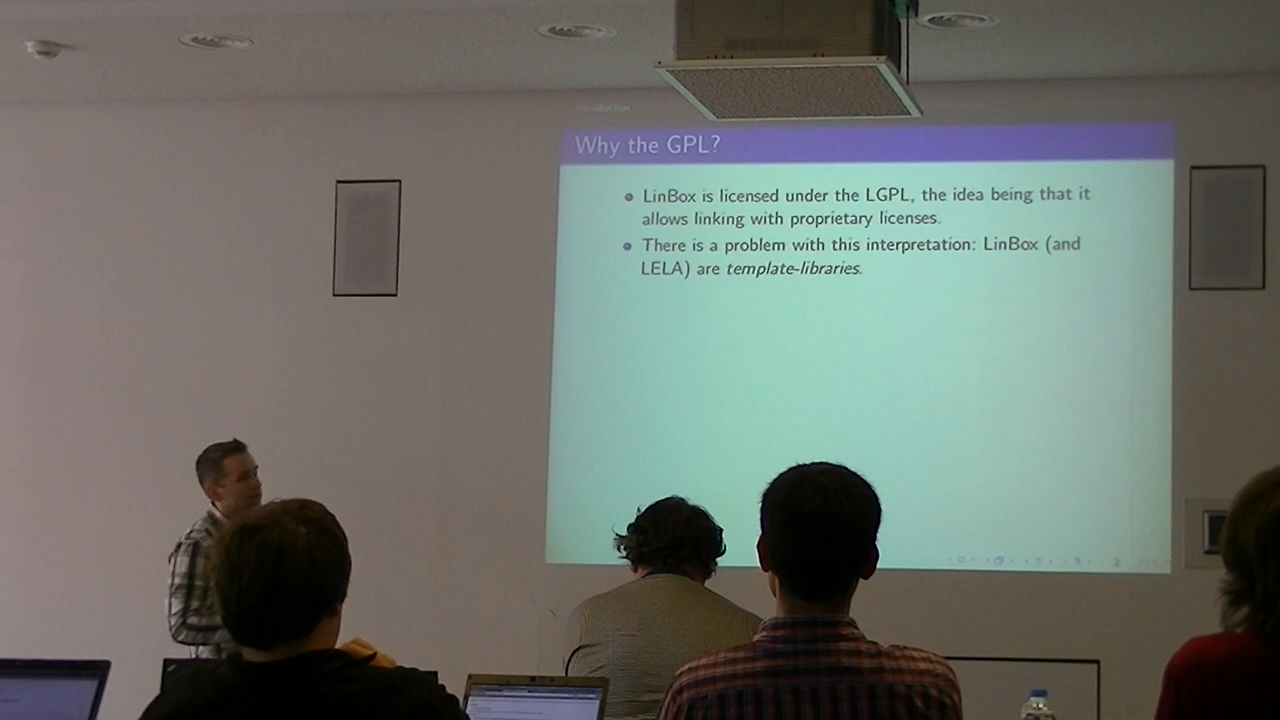 Introduction
Why the GPL?
LinBox is licensed under the LGPL, the idea being that it
allows linking with proprietary licenses.
There is a problem with this interpretation: LinBox (and
LELA) are template-libraries.